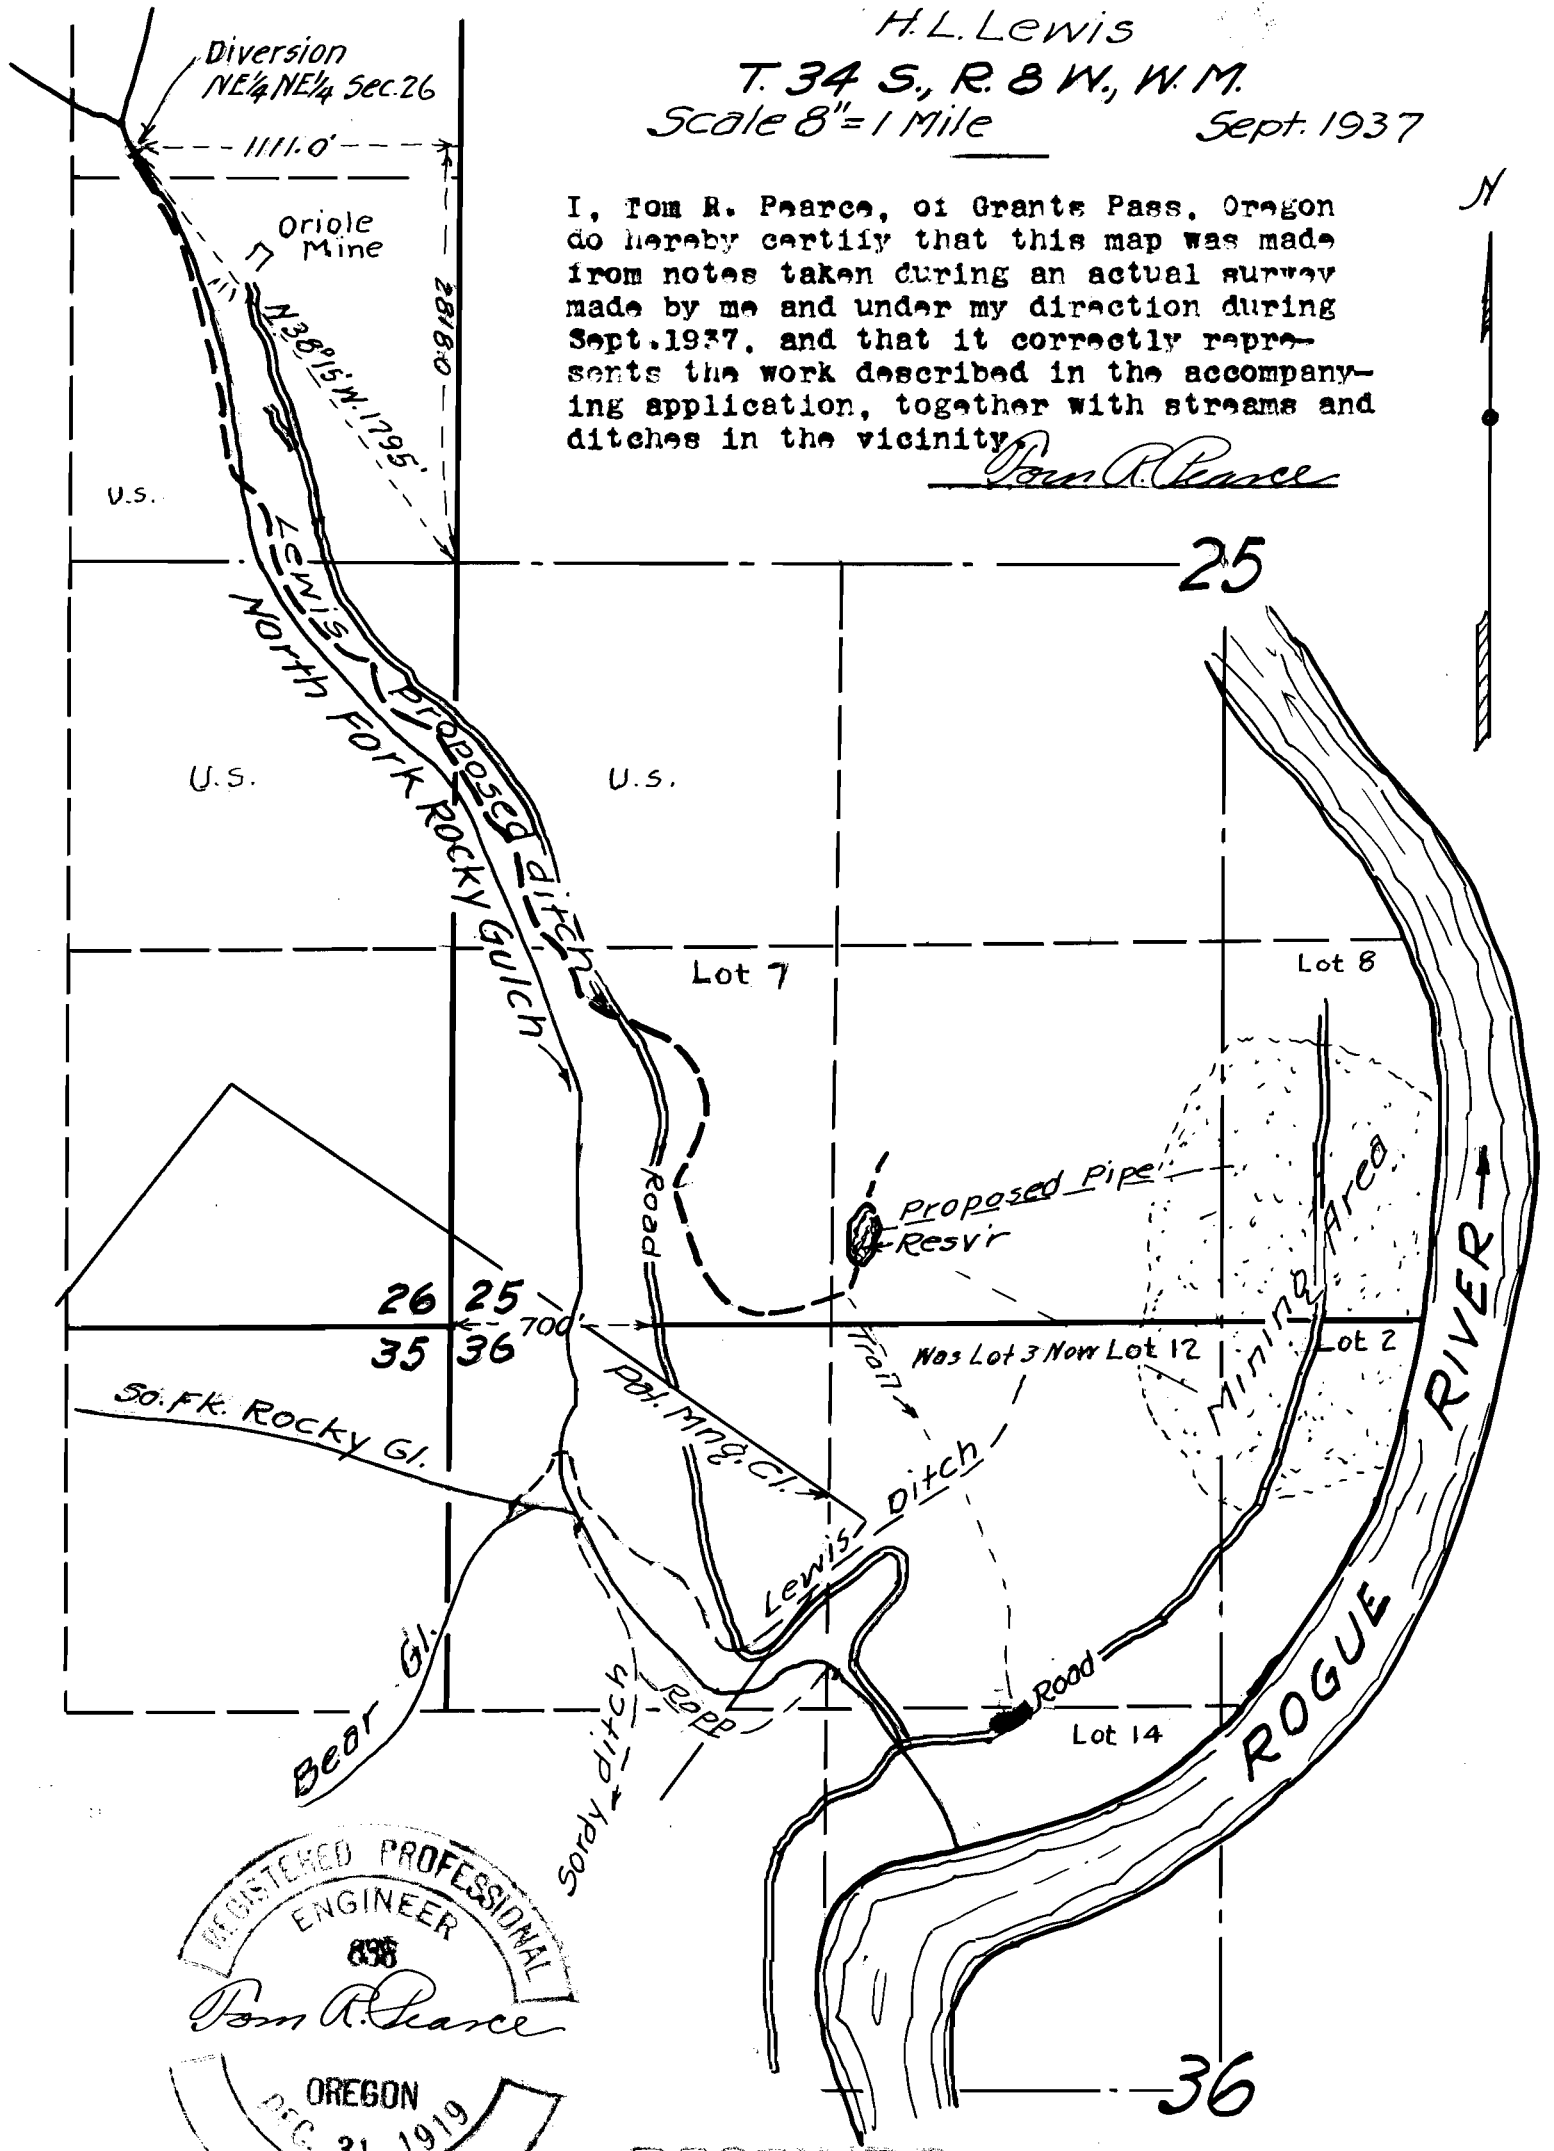 H.L. Lewis
T. 34 S., R. 8 W., W. M.
Scale 8"= 1 Mile Sept. 1937
I, Tom R. Pearce, of Grants Pass, Oregon
do hereby certify that this map was made
from notes taken during an actual survey
made by me and under my direction during
Sept.1937, and that it correctly repre-
sents the work described in the accompany-
ing application, together with streams and
ditches in the vicinity.
Tom R. Pearce
N
Diversion
NE¼ NE¼ Sec. 26
1111.0'
Oriole
Mine
2818.0
N38°15'W. 1795'
U.S.
25
Lewis proposed ditch
North Fork Rocky Gulch
U.S.
U.S.
Lot 7
Lot 8
Road
Proposed Pipe
Resv'r
Mining Area
26 25
700'
35 36
Was Lot 3 Now Lot 12
Lot 2
Trail
Pat. Mng. Cl.
So. Fk. Rocky Gl.
Lewis Ditch
Bear Gl.
Sordy ditch
Ropp
Road
Lot 14
ROGUE RIVER
36
REGISTERED PROFESSIONAL
ENGINEER
Tom R. Pearce
OREGON
DEC. 31, 1919